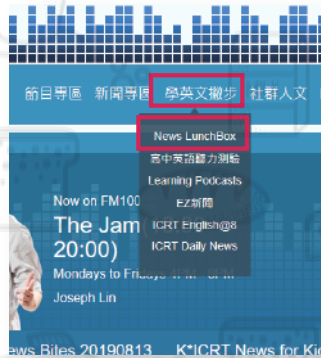 節目專區 新聞專區 學英文撇步 社群人文
News LunchBox
高中英語聽力測驗
Learning Podcasts
EZ新聞
ICRT English@8
ICRT Daily News
Now on FM100
The Jam
20:00)
Mondays to Fridays
Joseph Lin
ews Bites 20190813 K*ICRT News for Ki